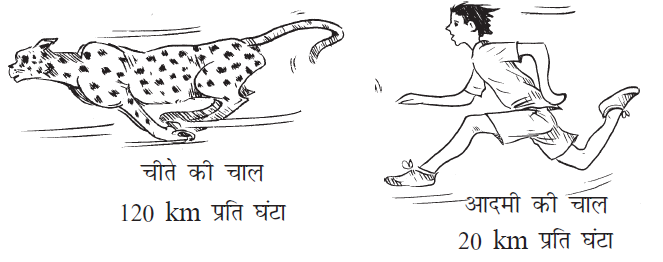 चीते की चाल
120 km प्रति घंटा
आदमी की चाल
20 km प्रति घंटा